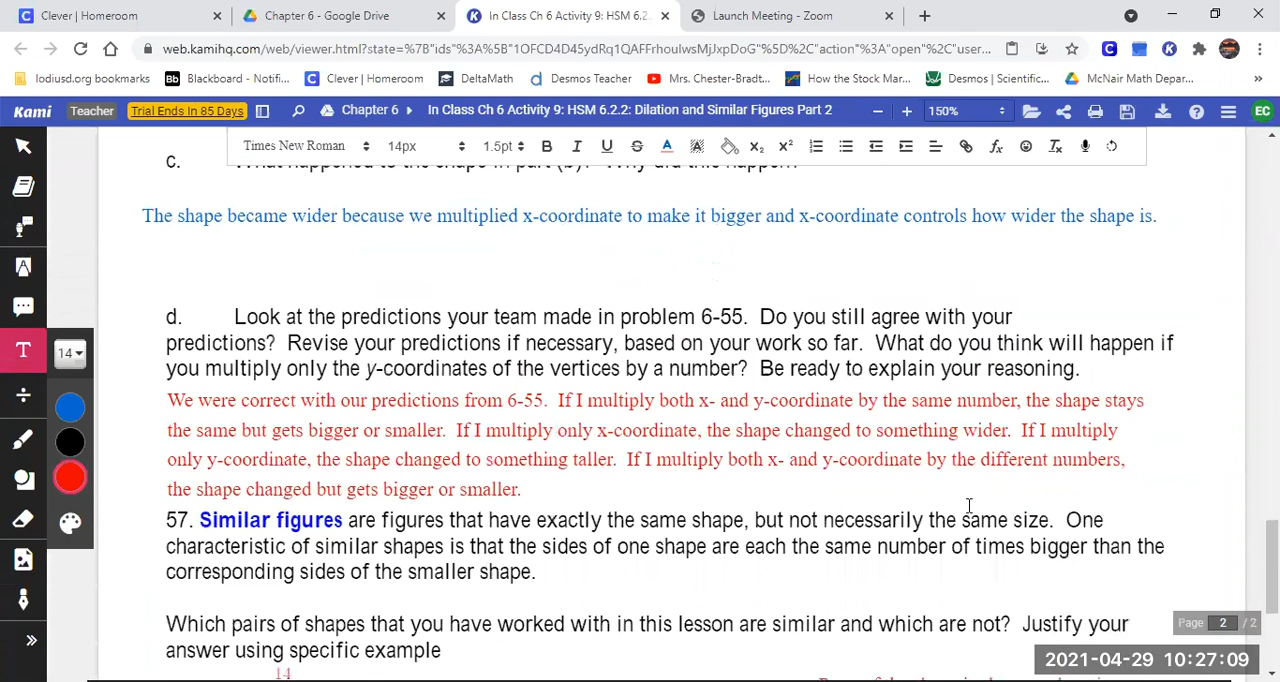 Clever | Homeroom
Chapter 6 - Google Drive
In Class Ch 6 Activity 9: HSM 6.2.
Launch Meeting - Zoom
web.kamihq.com/web/viewer.html?state=%7B"ids"%3A%5B"1OFCD4D45ydRq1QAFFrhoulwsMjJxpDoG"%5D%2C"action"%3A"open"%2C"user...
lodiusd.org bookmarks
Blackboard - Notifi...
Clever | Homeroom
DeltaMath
Desmos Teacher
Mrs. Chester-Bradt...
How the Stock Mar...
Desmos | Scientific...
McNair Math Depar...
»
Kami Teacher Trial Ends In 85 Days Chapter 6 In Class Ch 6 Activity 9: HSM 6.2.2: Dilation and Similar Figures Part 2 150% EC
Times New Roman 14px 1.5pt B I U S A
c. What happened to the shape in part (b)? Why did this happen?
The shape became wider because we multiplied x-coordinate to make it bigger and x-coordinate controls how wider the shape is.
d. Look at the predictions your team made in problem 6-55. Do you still agree with your
predictions? Revise your predictions if necessary, based on your work so far. What do you think will happen if
you multiply only the y-coordinates of the vertices by a number? Be ready to explain your reasoning.
We were correct with our predictions from 6-55. If I multiply both x- and y-coordinate by the same number, the shape stays
the same but gets bigger or smaller. If I multiply only x-coordinate, the shape changed to something wider. If I multiply
only y-coordinate, the shape changed to something taller. If I multiply both x- and y-coordinate by the different numbers,
the shape changed but gets bigger or smaller.
57. Similar figures are figures that have exactly the same shape, but not necessarily the same size. One
characteristic of similar shapes is that the sides of one shape are each the same number of times bigger than the
corresponding sides of the smaller shape.
Which pairs of shapes that you have worked with in this lesson are similar and which are not? Justify your
answer using specific example
14
T
14
Page 2 / 2
2021-04-29 10:27:09